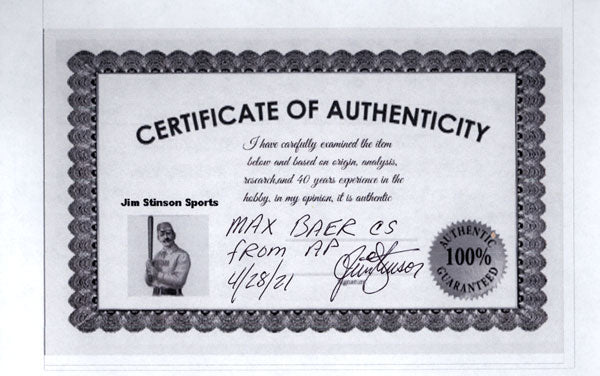 CERTIFICATE OF AUTHENTICITY
I have carefully examined the item
below and based on origin, analysis,
research,and 40 years experience in the
hobby, in my opinion, it is authentic
Jim Stinson Sports
MAX BAER CS
from AP
4/28/21
Jim Stinson
AUTHENTIC
100%
GUARANTEED